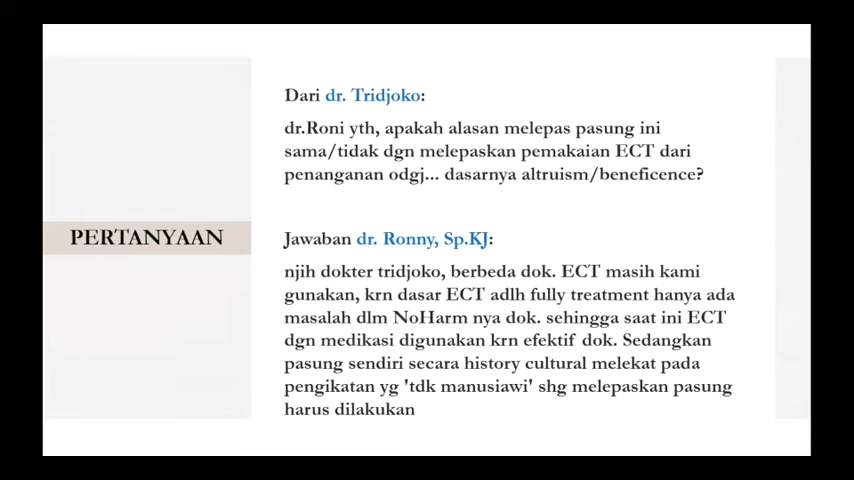 PERTANYAAN
Dari dr. Tridjoko:
dr.Roni yth, apakah alasan melepas pasung ini
sama/tidak dgn melepaskan pemakaian ECT dari
penanganan odgj... dasarnya altruism/beneficence?
Jawaban dr. Ronny, Sp.KJ:
njih dokter tridjoko, berbeda dok. ECT masih kami
gunakan, krn dasar ECT adlh fully treatment hanya ada
masalah dlm NoHarm nya dok. sehingga saat ini ECT
dgn medikasi digunakan krn efektif dok. Sedangkan
pasung sendiri secara history cultural melekat pada
pengikatan yg 'tdk manusiawi' shg melepaskan pasung
harus dilakukan